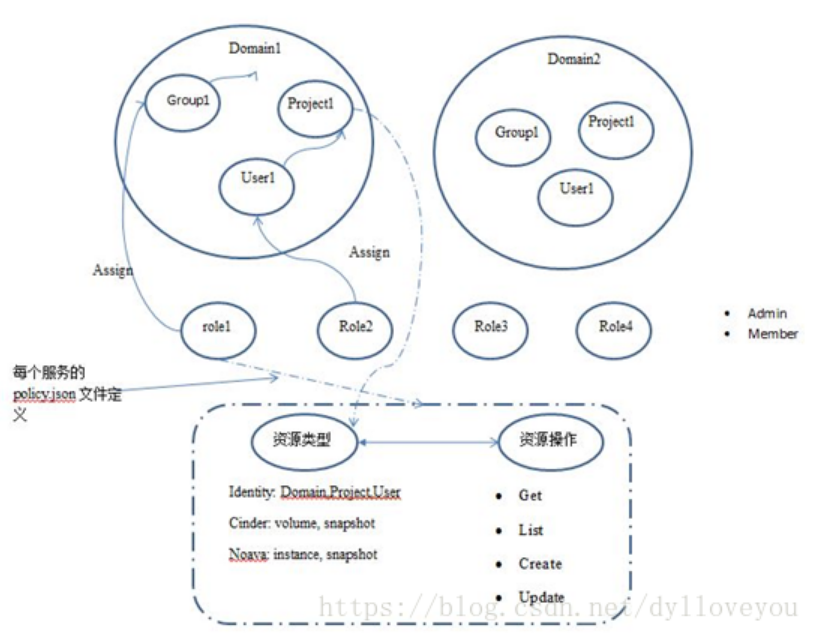 Domain1
Group1
Project1
User1
Domain2
Group1
Project1
User1
Assign
Assign
role1
Role2
Role3
Role4
• Admin
• Member
每个服务的
policy.json 文件定
义
资源类型
资源操作
Identity: Domain,Project,User
Cinder: volume, snapshot
Noava: instance, snapshot
• Get
• List
• Create
• Update
https://blog.csdn.net/dylloveyou